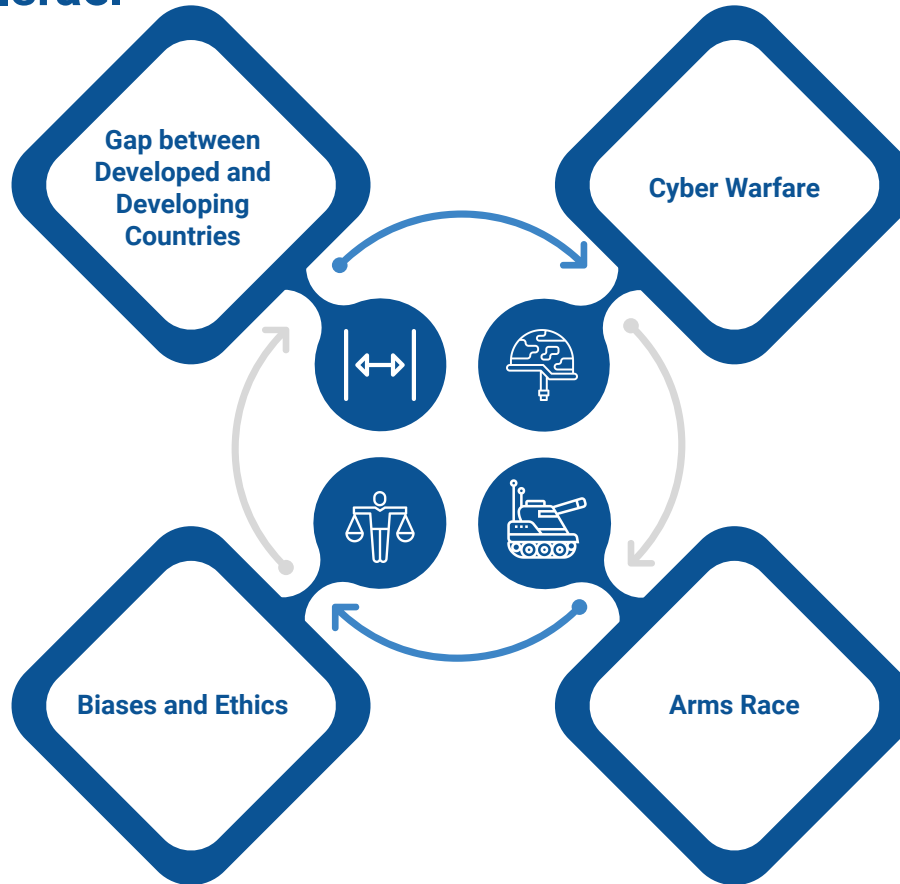 Gap between
Developed and
Developing
Countries
Cyber Warfare
Biases and Ethics
Arms Race